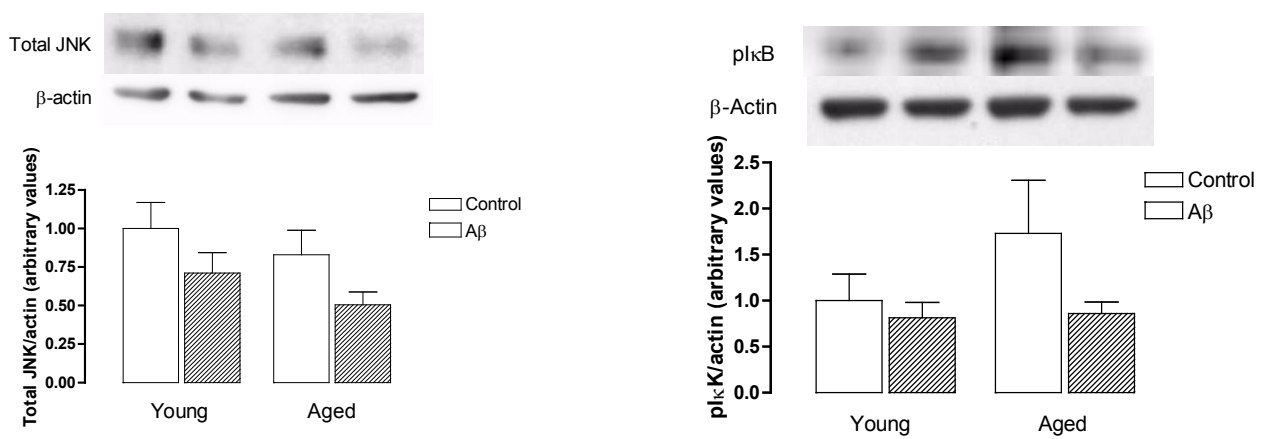 Total JNK
β-actin
Total JNK/actin (arbitrary values)
1.25
1.00
0.75
0.50
0.25
0.00
Young
Aged
Control
Aβ
pIκB
β-Actin
pIκK/actin (arbitrary values)
2.5
2.0
1.5
1.0
0.5
0.0
Young
Aged
Control
Aβ